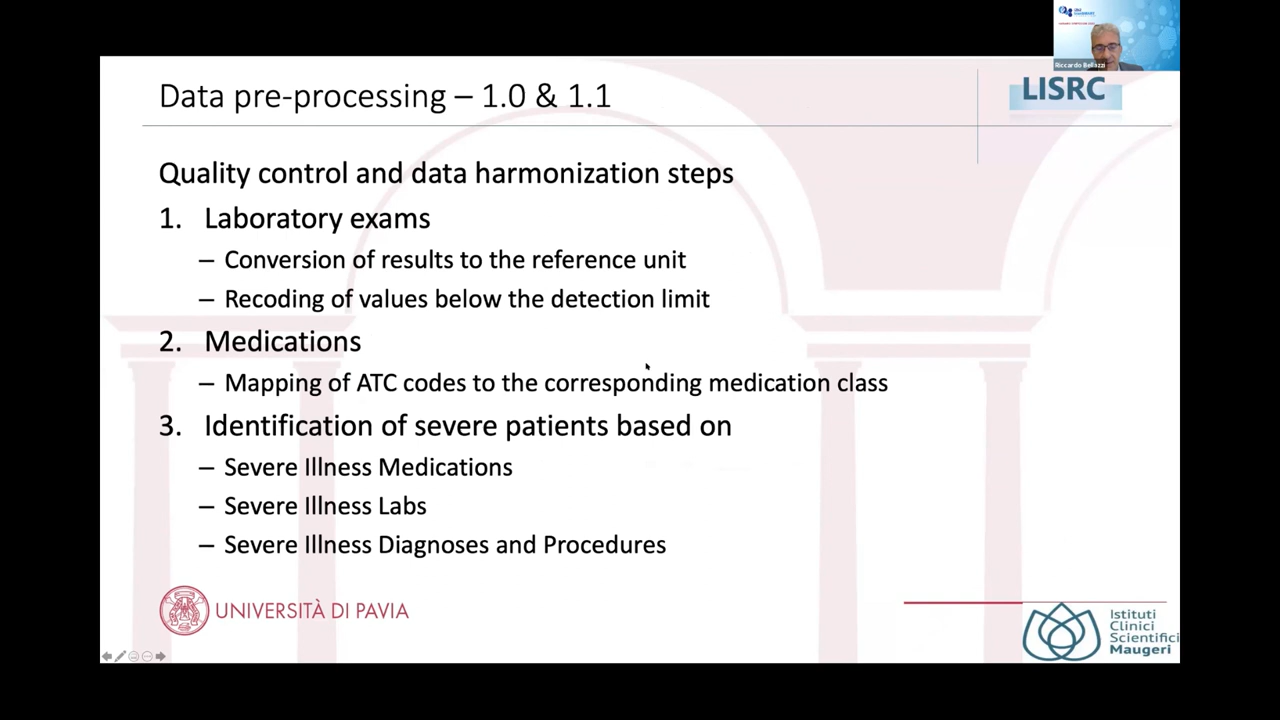 Riccardo Bellazzi
LISRC
Data pre-processing – 1.0 & 1.1
Quality control and data harmonization steps
1. Laboratory exams
– Conversion of results to the reference unit
– Recoding of values below the detection limit
2. Medications
– Mapping of ATC codes to the corresponding medication class
3. Identification of severe patients based on
– Severe Illness Medications
– Severe Illness Labs
– Severe Illness Diagnoses and Procedures
UNIVERSITÀ DI PAVIA
Istituti
Clinici
Scientifici
Maugeri